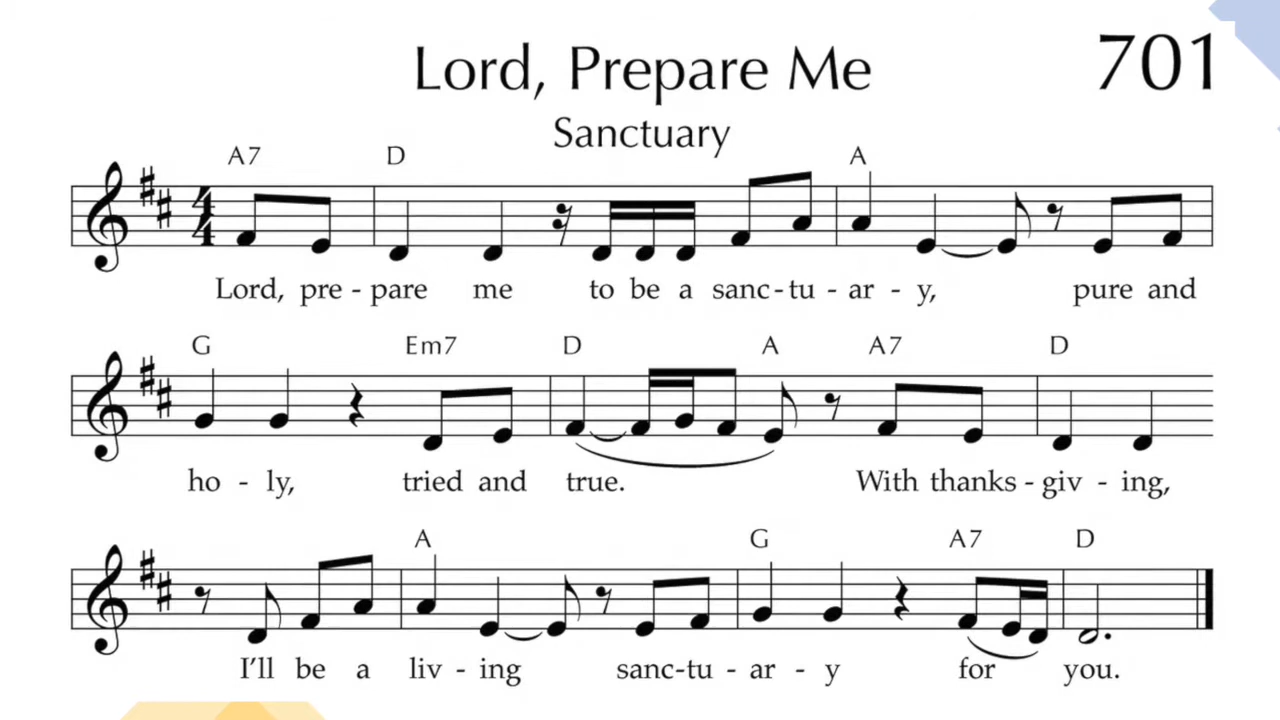 Lord, Prepare Me 701
Sanctuary
A7 D A
4
4
Lord, pre - pare me to be a sanc - tu - ar - y, pure and
G Em7 D A A7 D
ho - ly, tried and true. With thanks - giv - ing,
A G A7 D
I'll be a liv - ing sanc - tu - ar - y for you.